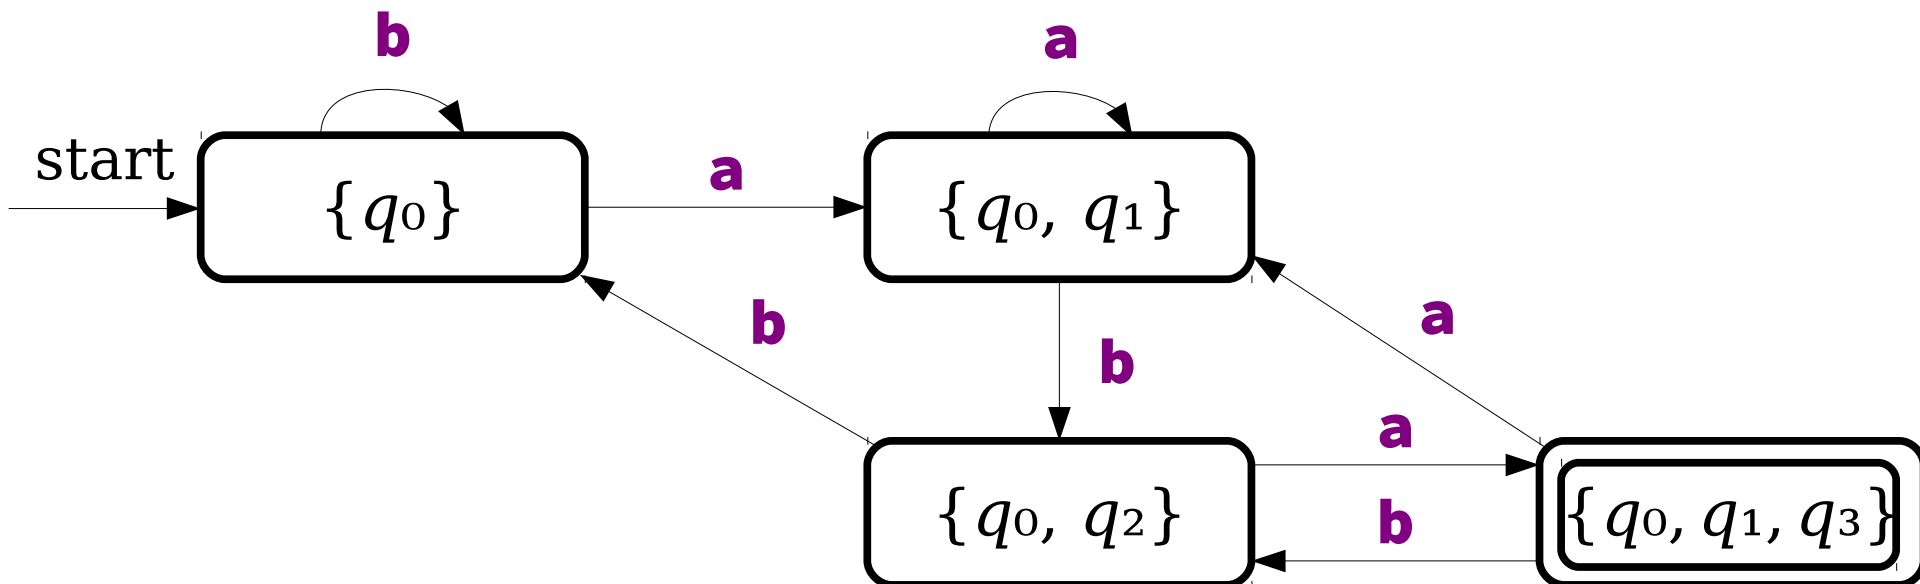 b
a
start
a
{q₀}
{q₀, q₁}
b
a
b
a
{q₀, q₂}
b
{q₀, q₁, q₃}